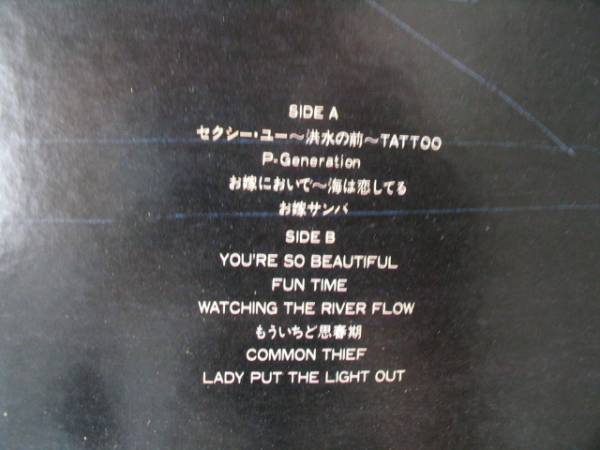 SIDE A
セクシー・ユー〜洪水の前〜TATTOO
P-Generation
お嫁においで〜海は恋してる
お嫁サンバ
SIDE B
YOU'RE SO BEAUTIFUL
FUN TIME
WATCHING THE RIVER FLOW
もういちど思春期
COMMON THIEF
LADY PUT THE LIGHT OUT